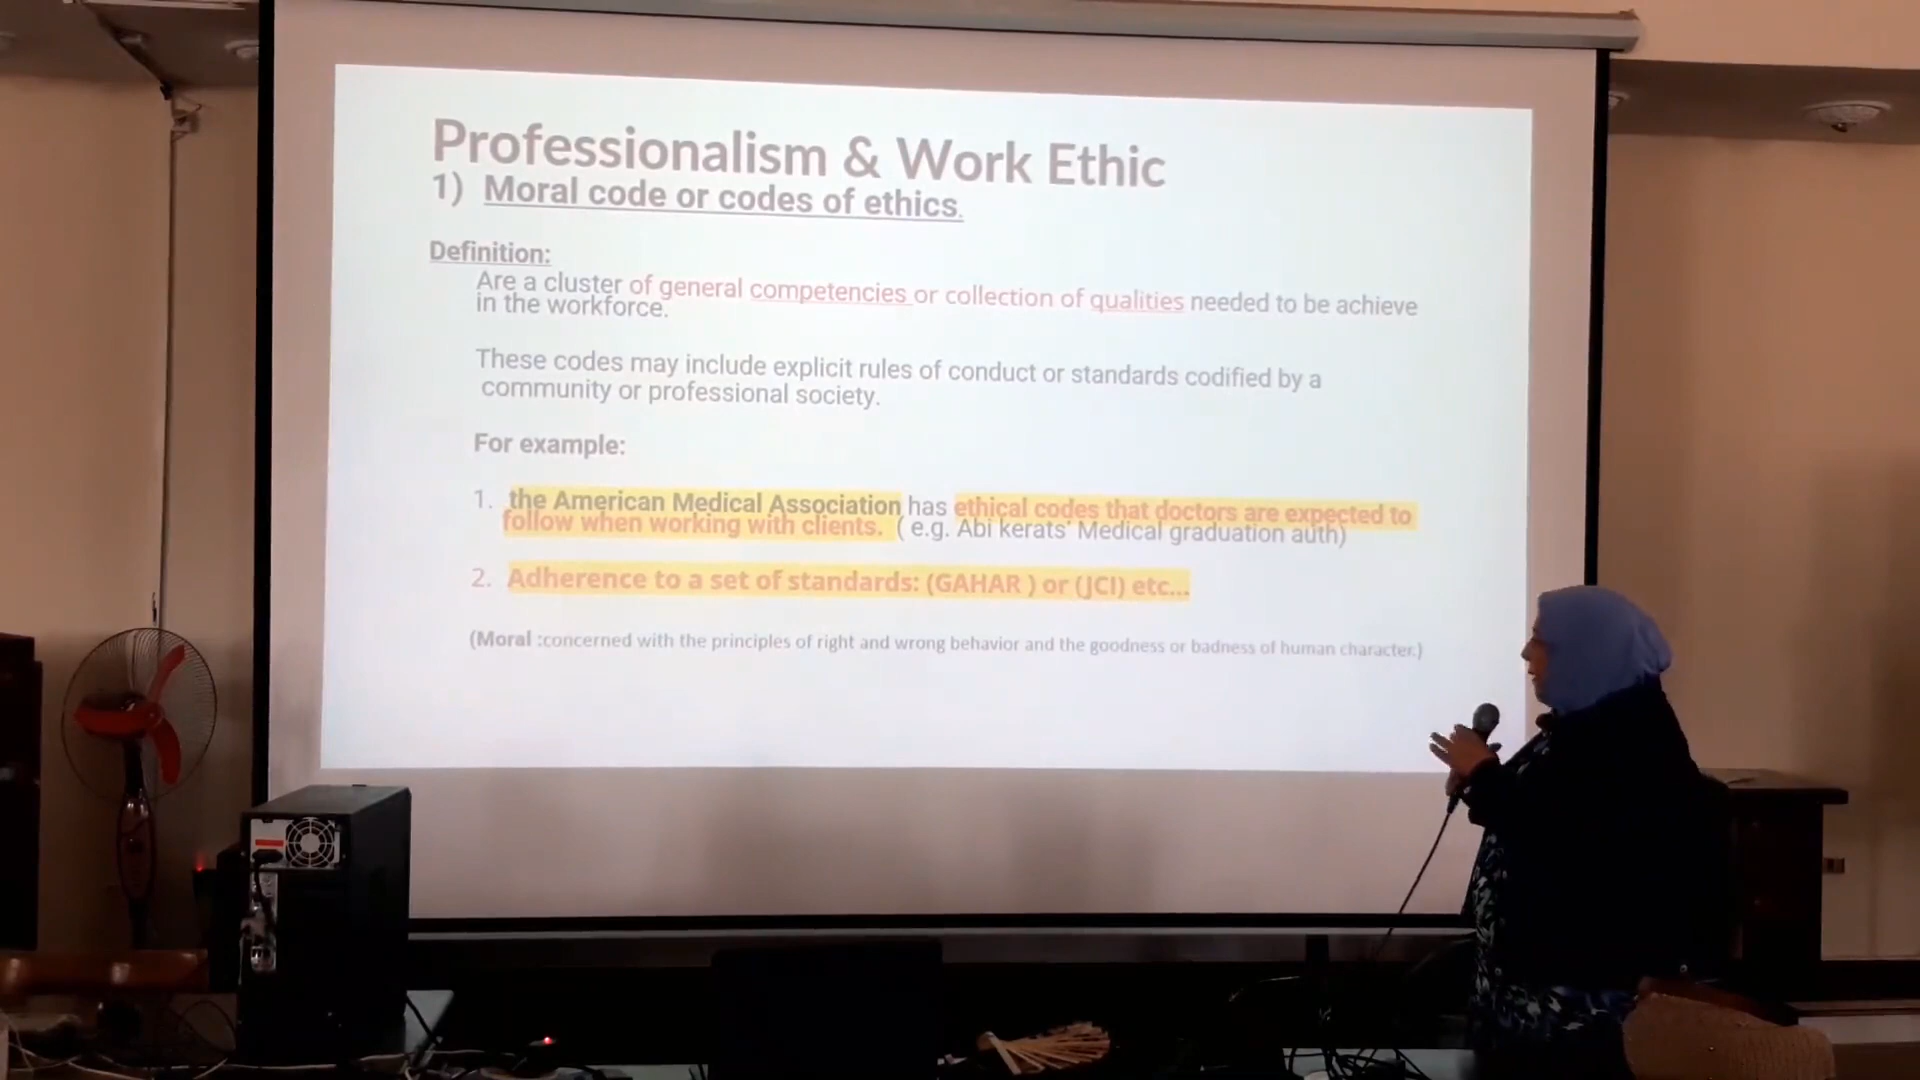 Professionalism & Work Ethic
1) Moral code or codes of ethics.
Definition:
Are a cluster of general competencies or collection of qualities needed to be achieve
in the workforce.
These codes may include explicit rules of conduct or standards codified by a
community or professional society.
For example:
1. the American Medical Association has ethical codes that doctors are expected to
follow when working with clients. ( e.g. Abi kerats' Medical graduation auth)
2. Adherence to a set of standards: (GAHAR ) or (JCI) etc...
(Moral :concerned with the principles of right and wrong behavior and the goodness or badness of human character.)